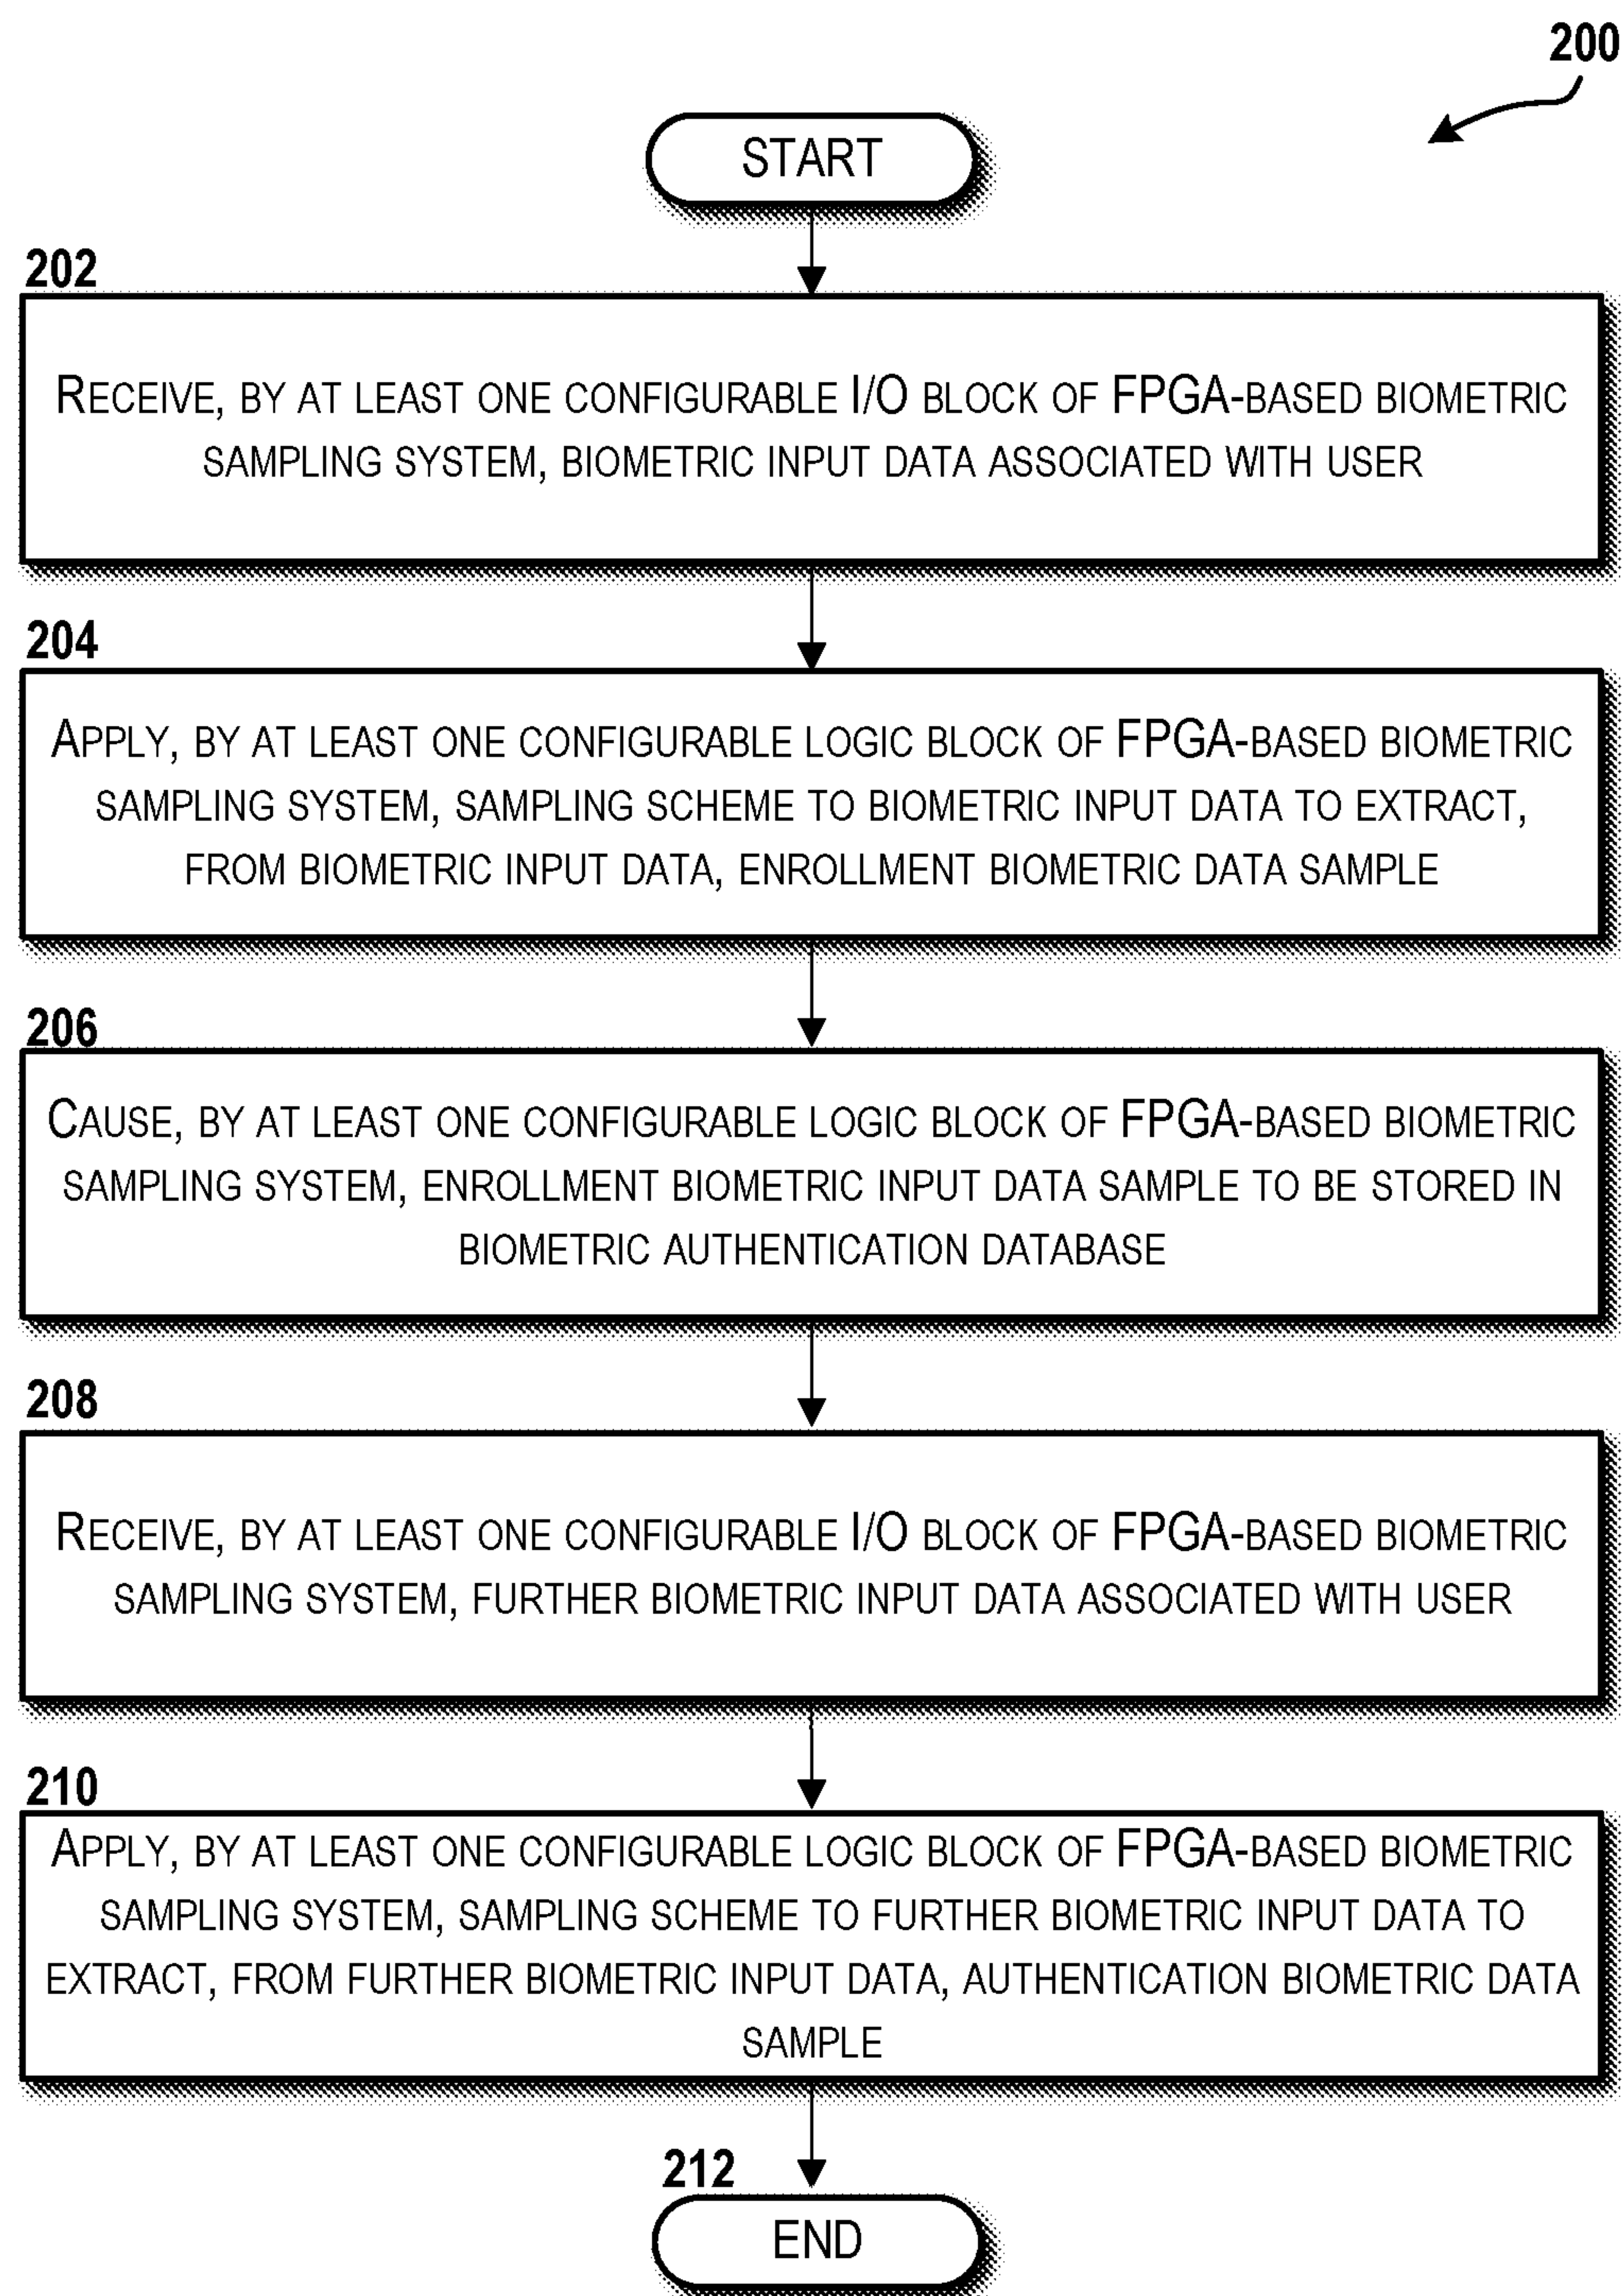 200
START
202
RECEIVE, BY AT LEAST ONE CONFIGURABLE I/O BLOCK OF FPGA-BASED BIOMETRIC
SAMPLING SYSTEM, BIOMETRIC INPUT DATA ASSOCIATED WITH USER
204
APPLY, BY AT LEAST ONE CONFIGURABLE LOGIC BLOCK OF FPGA-BASED BIOMETRIC
SAMPLING SYSTEM, SAMPLING SCHEME TO BIOMETRIC INPUT DATA TO EXTRACT,
FROM BIOMETRIC INPUT DATA, ENROLLMENT BIOMETRIC DATA SAMPLE
206
CAUSE, BY AT LEAST ONE CONFIGURABLE LOGIC BLOCK OF FPGA-BASED BIOMETRIC
SAMPLING SYSTEM, ENROLLMENT BIOMETRIC INPUT DATA SAMPLE TO BE STORED IN
BIOMETRIC AUTHENTICATION DATABASE
208
RECEIVE, BY AT LEAST ONE CONFIGURABLE I/O BLOCK OF FPGA-BASED BIOMETRIC
SAMPLING SYSTEM, FURTHER BIOMETRIC INPUT DATA ASSOCIATED WITH USER
210
APPLY, BY AT LEAST ONE CONFIGURABLE LOGIC BLOCK OF FPGA-BASED BIOMETRIC
SAMPLING SYSTEM, SAMPLING SCHEME TO FURTHER BIOMETRIC INPUT DATA TO
EXTRACT, FROM FURTHER BIOMETRIC INPUT DATA, AUTHENTICATION BIOMETRIC DATA
SAMPLE
212
END